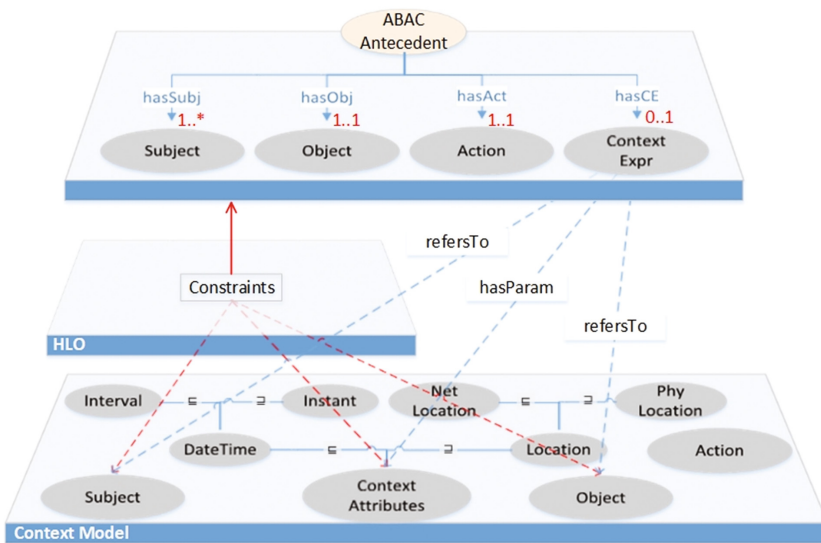 ABAC
Antecedent
hasSubj
hasObj
hasAct
hasCE
1..*
1..1
1..1
0..1
Subject
Object
Action
Context
Expr
refersTo
Constraints
hasParam
refersTo
HLO
Interval
⊑
⊒
Instant
Net
Location
⊑
⊒
Phy
Location
DateTime
⊑
⊒
Location
Action
Subject
Context
Attributes
Object
Context Model